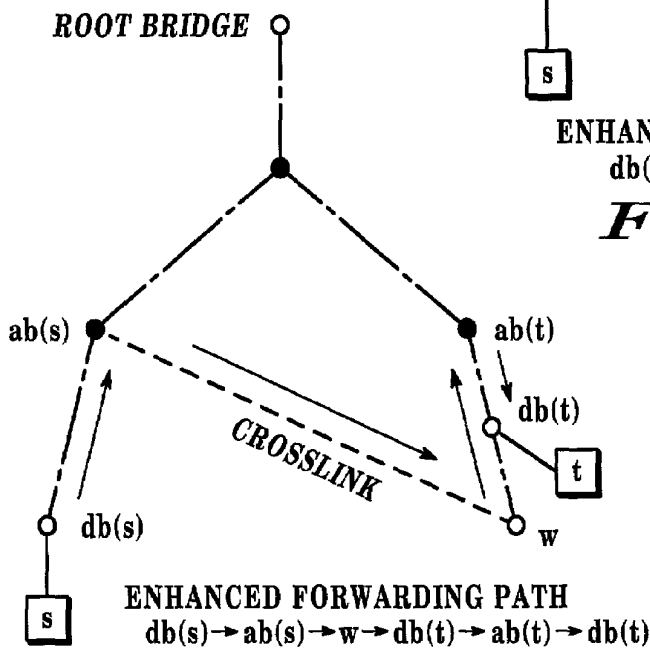 ROOT BRIDGE
s
ENHAN
db(
F
ab(s)
ab(t)
db(t)
CROSSLINK
t
db(s)
w
s
ENHANCED FORWARDING PATH
db(s)→ab(s)→w→db(t)→ab(t)→db(t)